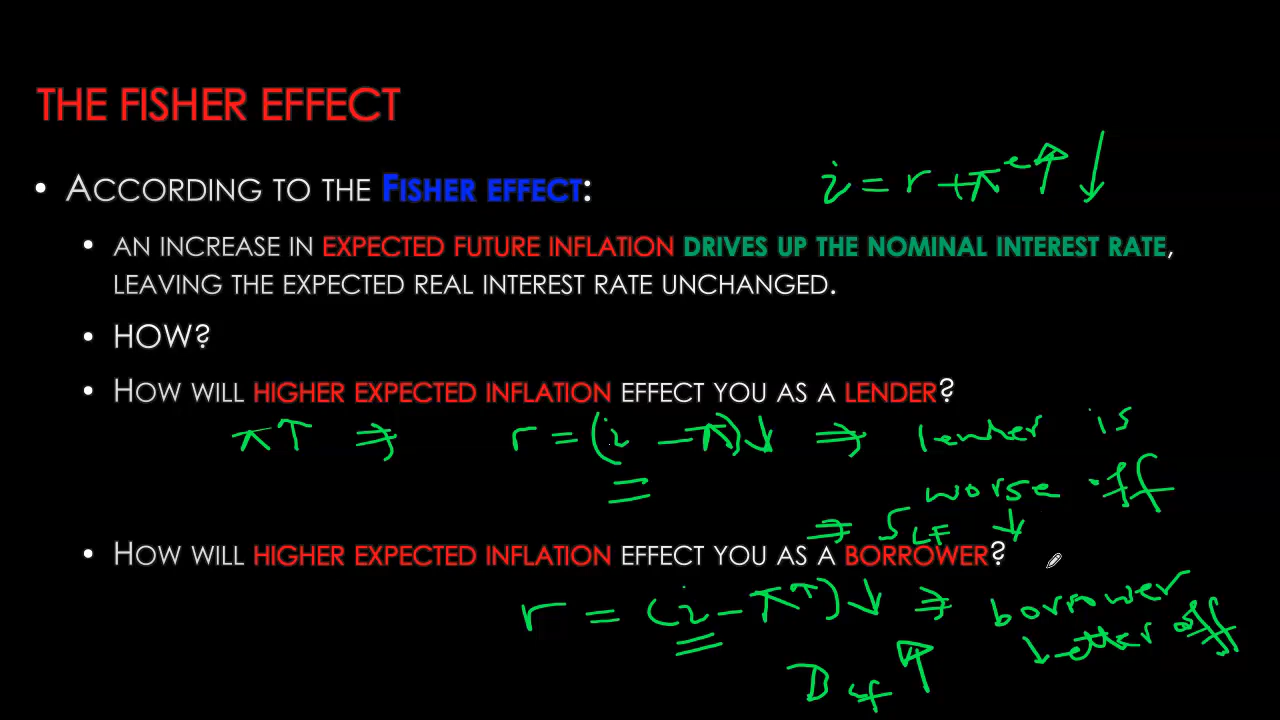 THE FISHER EFFECT
• ACCORDING TO THE FISHER EFFECT:
i = r + π^e ↑ ↓
• AN INCREASE IN EXPECTED FUTURE INFLATION DRIVES UP THE NOMINAL INTEREST RATE,
LEAVING THE EXPECTED REAL INTEREST RATE UNCHANGED.
• HOW?
• HOW WILL HIGHER EXPECTED INFLATION EFFECT YOU AS A LENDER?
π↑ ⇒ r = (i − π)↓ ⇒ lender is
worse off
⇒ SLF ↓
• HOW WILL HIGHER EXPECTED INFLATION EFFECT YOU AS A BORROWER?
r = (i − π↑)↓ ⇒ borrower
better off
DLf ↑